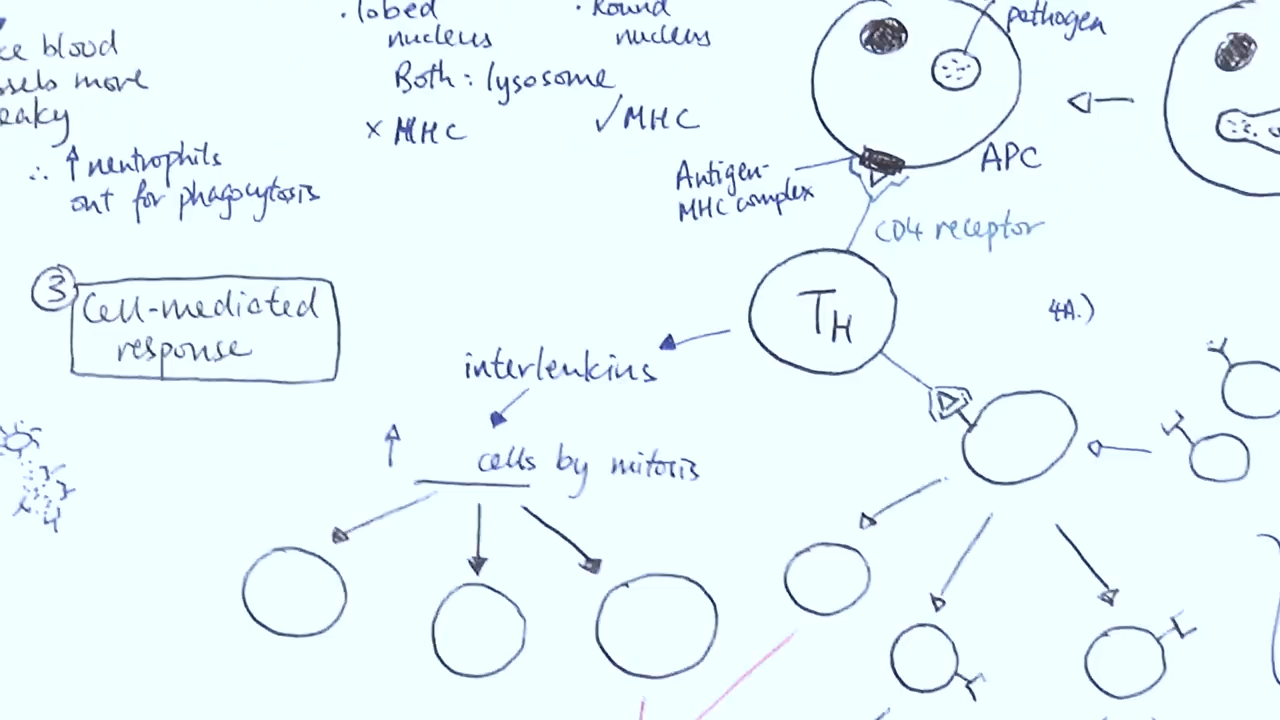 blood
more
∴ ↑ neutrophils
out for phagocytosis
· lobed
nucleus
· Round
nucleus
Both : lysosome
× MHC
✓ MHC
pathogen
APC
Antigen-
MHC complex
CD4 receptor
TH
③ Cell-mediated
response
interleukins
↑ cells by mitosis
4A.)